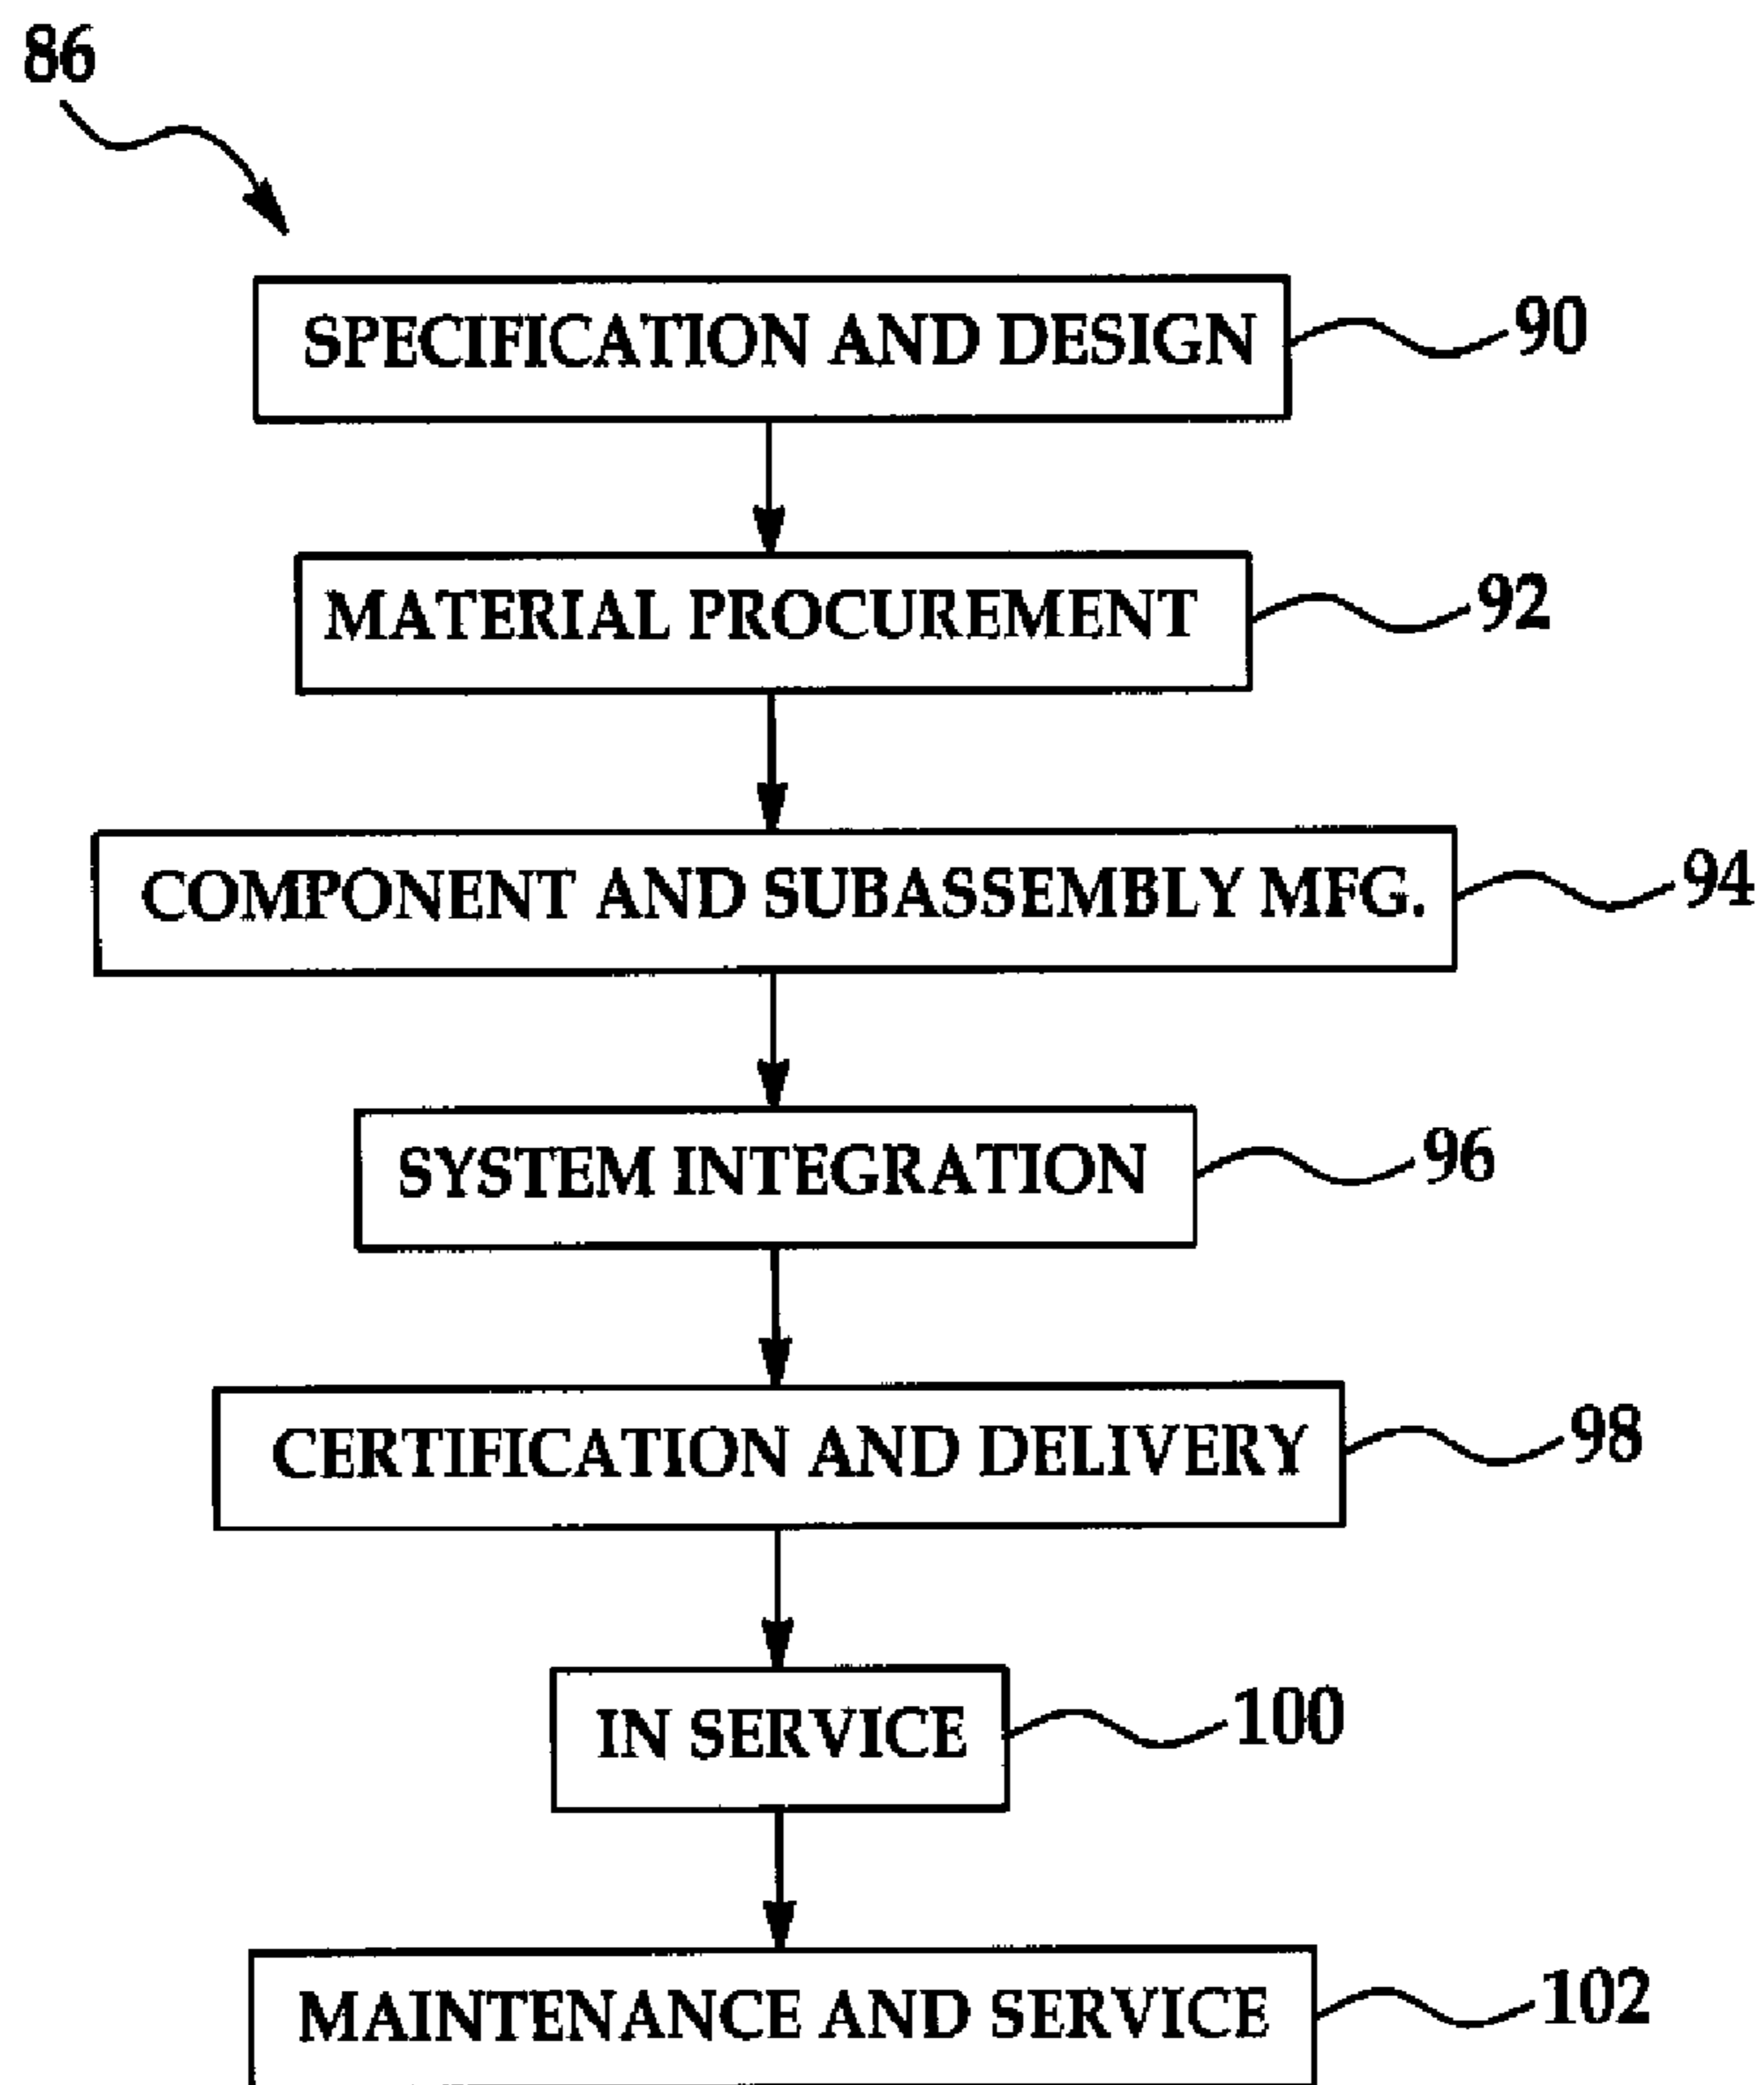 86
SPECIFICATION AND DESIGN 90
MATERIAL PROCUREMENT 92
COMPONENT AND SUBASSEMBLY MFG. 94
SYSTEM INTEGRATION 96
CERTIFICATION AND DELIVERY 98
IN SERVICE 100
MAINTENANCE AND SERVICE 102